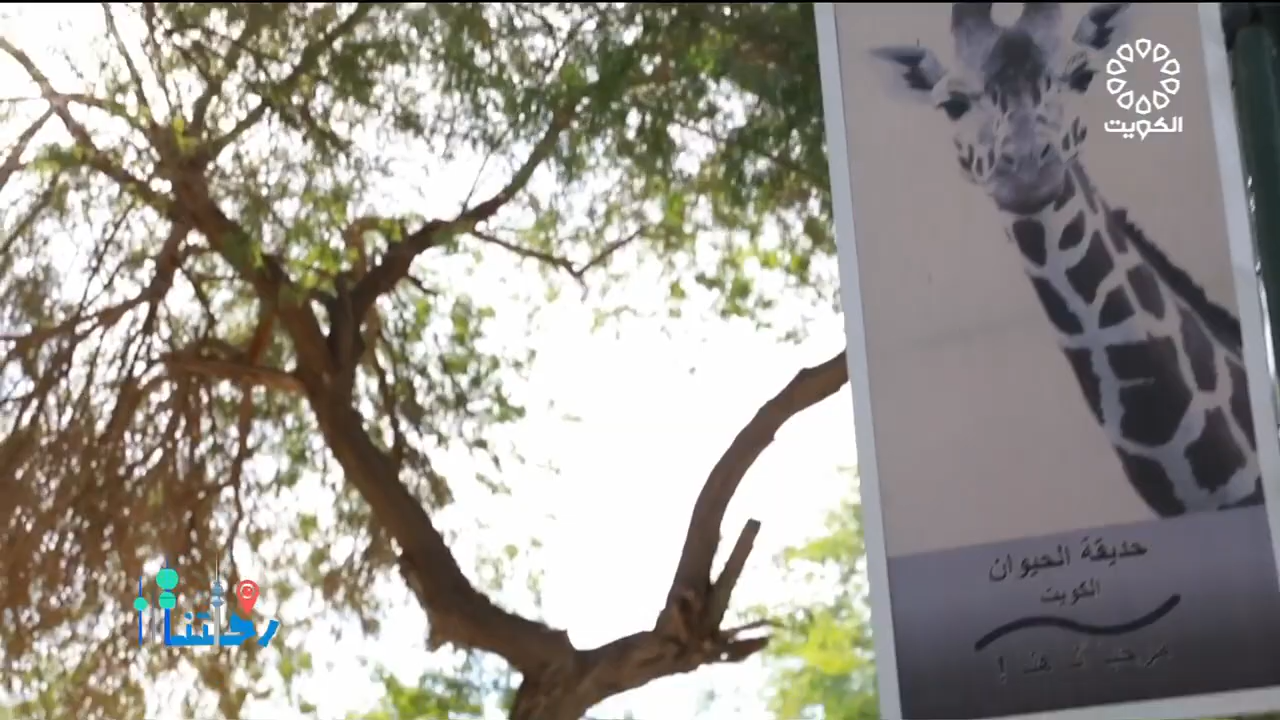 الكويت
حديقة الحيوان
الكويت
رحلتنا